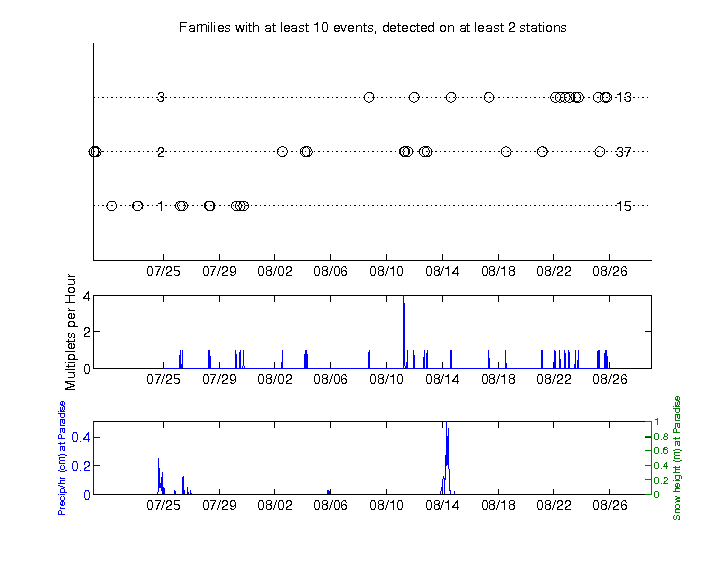 Families with at least 10 events, detected on at least 2 stations
3 13
2 37
1 15
07/25 07/29 08/02 08/06 08/10 08/14 08/18 08/22 08/26
Multiplets per Hour
4
2
0
07/25 07/29 08/02 08/06 08/10 08/14 08/18 08/22 08/26
Precip/hr (cm) at Paradise
0.4
0.2
0
1
0.8
0.6
0.4
0.2
0
Snow height (m) at Paradise
07/25 07/29 08/02 08/06 08/10 08/14 08/18 08/22 08/26